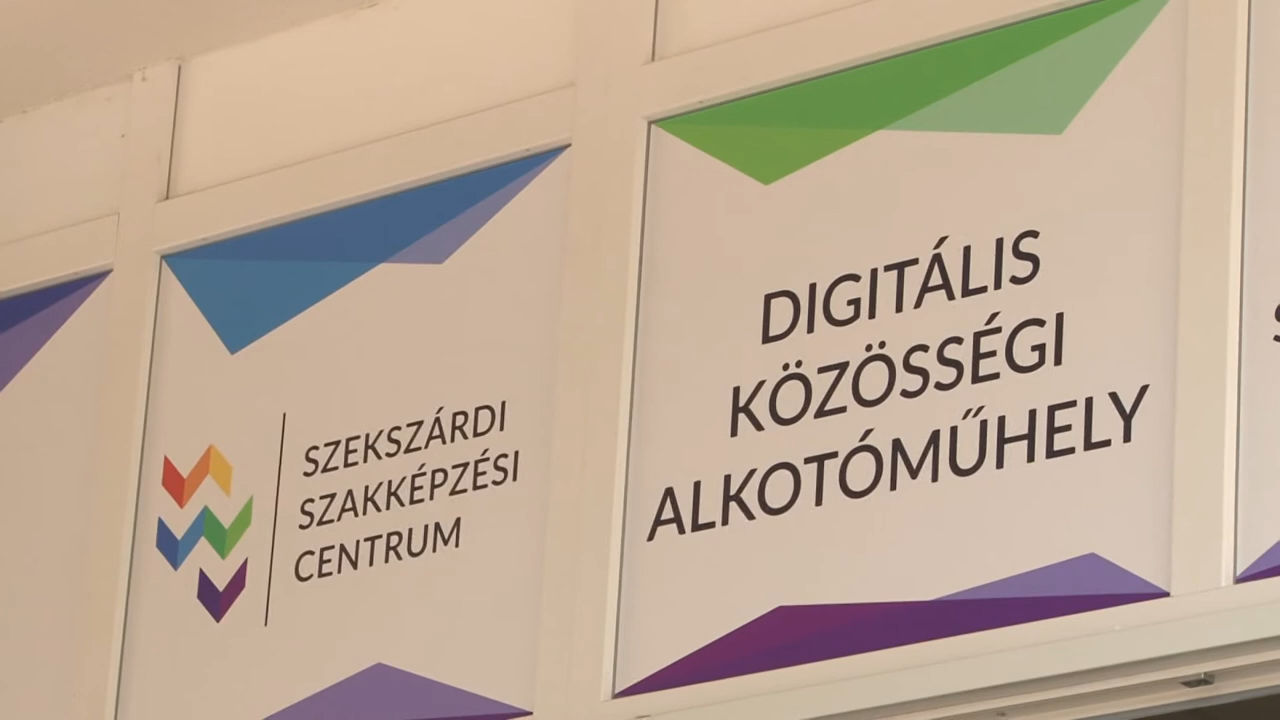 SZEKSZÁRDI
SZAKKÉPZÉSI
CENTRUM
DIGITÁLIS
KÖZÖSSÉGI
ALKOTÓMŰHELY